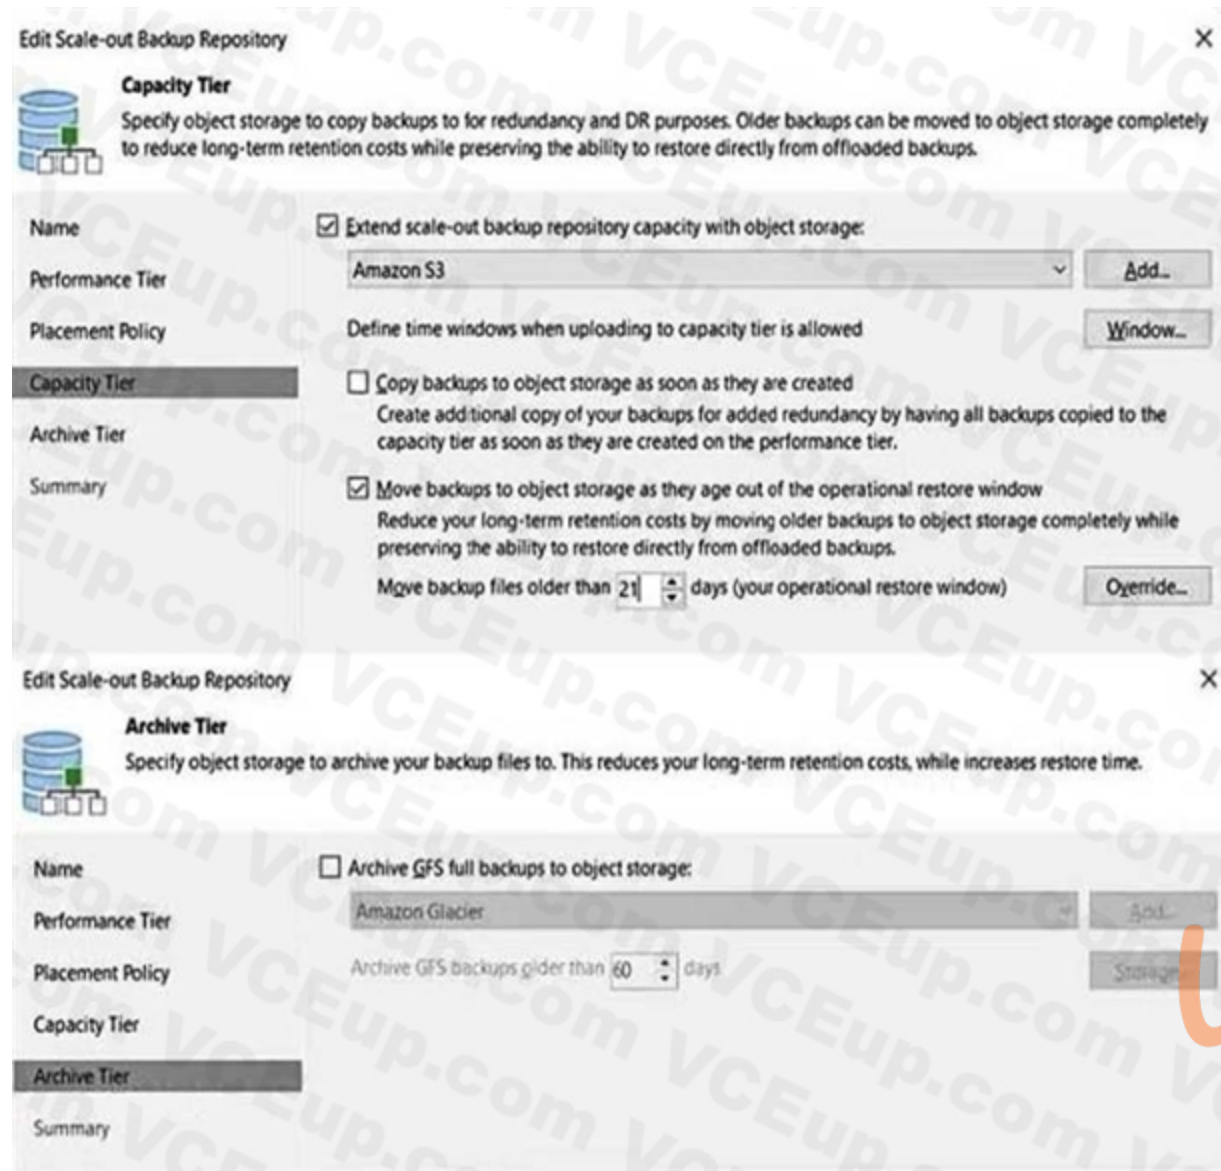 Edit Scale-out Backup Repository
Capacity Tier
Specify object storage to copy backups to for redundancy and DR purposes. Older backups can be moved to object storage completely
to reduce long-term retention costs while preserving the ability to restore directly from offloaded backups.
Name
Performance Tier
Placement Policy
Capacity Tier
Archive Tier
Summary
Extend scale-out backup repository capacity with object storage:
Amazon S3
Add...
Define time windows when uploading to capacity tier is allowed
Window...
Copy backups to object storage as soon as they are created
Create additional copy of your backups for added redundancy by having all backups copied to the
capacity tier as soon as they are created on the performance tier.
Move backups to object storage as they age out of the operational restore window
Reduce your long-term retention costs by moving older backups to object storage completely while
preserving the ability to restore directly from offloaded backups.
Move backup files older than 21 days (your operational restore window)
Override...
Edit Scale-out Backup Repository
Archive Tier
Specify object storage to archive your backup files to. This reduces your long-term retention costs, while increases restore time.
Name
Performance Tier
Placement Policy
Capacity Tier
Archive Tier
Summary
Archive GFS full backups to object storage:
Amazon Glacier
Add...
Archive GFS backups older than 60 days
Storage...
VCEup.com